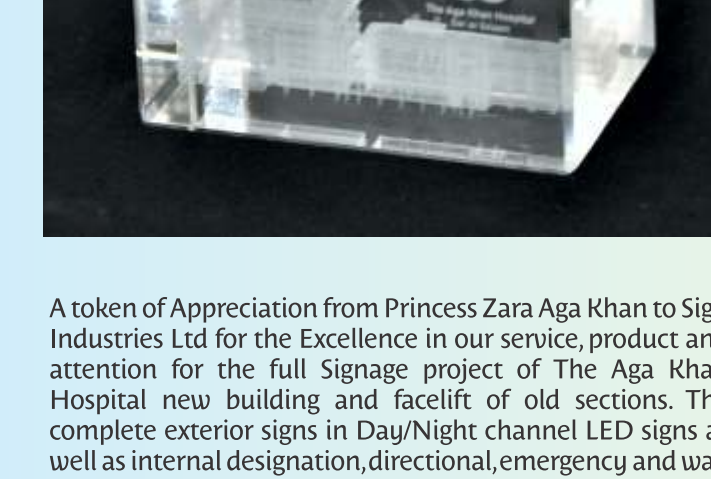 The Aga Khan Hospital
A token of Appreciation from Princess Zara Aga Khan to Sig
Industries Ltd for the Excellence in our service, product an
attention for the full Signage project of The Aga Kha
Hospital new building and facelift of old sections. Th
complete exterior signs in Day/Night channel LED signs a
well as internal designation, directional, emergency and wa